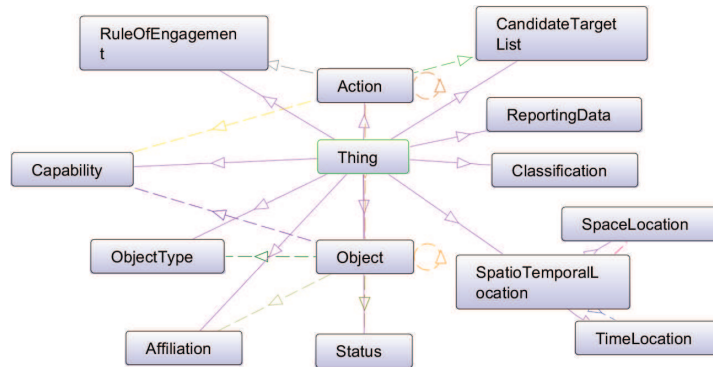 RuleOfEngagemen
t
CandidateTarget
List
Action
ReportingData
Thing
Capability
Classification
SpaceLocation
ObjectType
Object
SpatioTemporalL
ocation
TimeLocation
Affiliation
Status